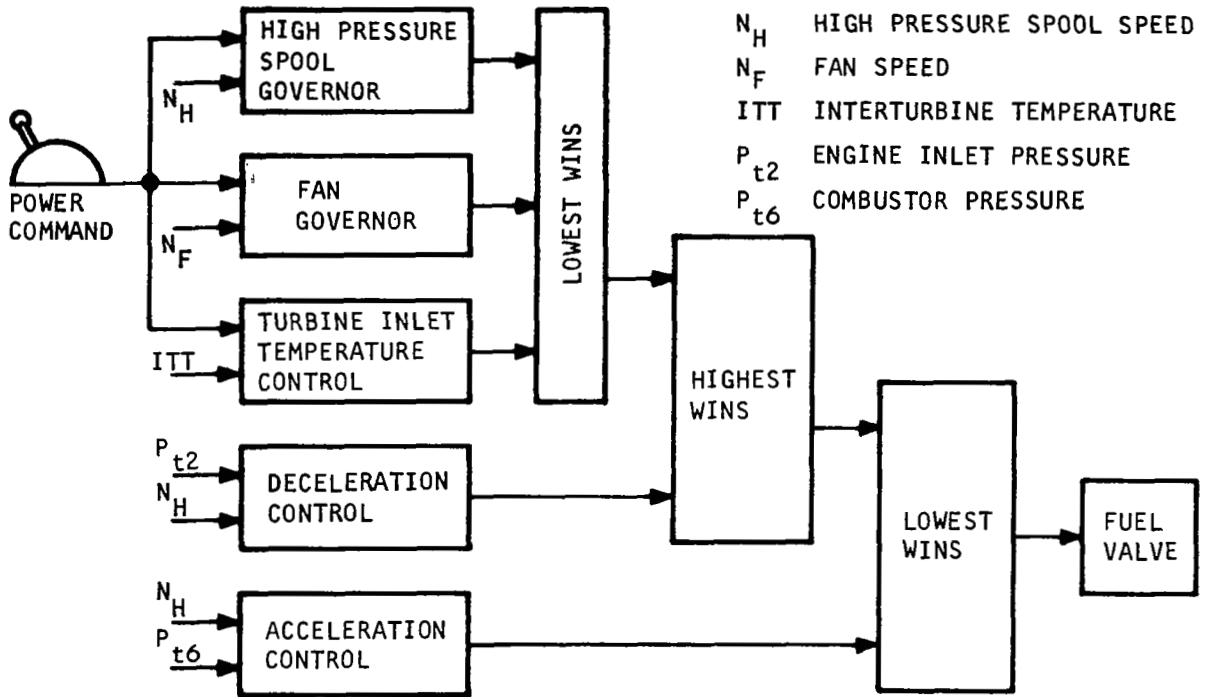 HIGH PRESSURE
SPOOL
GOVERNOR
N_H
POWER
COMMAND
FAN
GOVERNOR
N_F
TURBINE INLET
TEMPERATURE
CONTROL
ITT
LOWEST WINS
P_t2
N_H
DECELERATION
CONTROL
HIGHEST
WINS
N_H
P_t6
ACCELERATION
CONTROL
LOWEST
WINS
FUEL
VALVE
N_H HIGH PRESSURE SPOOL SPEED
N_F FAN SPEED
ITT INTERTURBINE TEMPERATURE
P_t2 ENGINE INLET PRESSURE
P_t6 COMBUSTOR PRESSURE